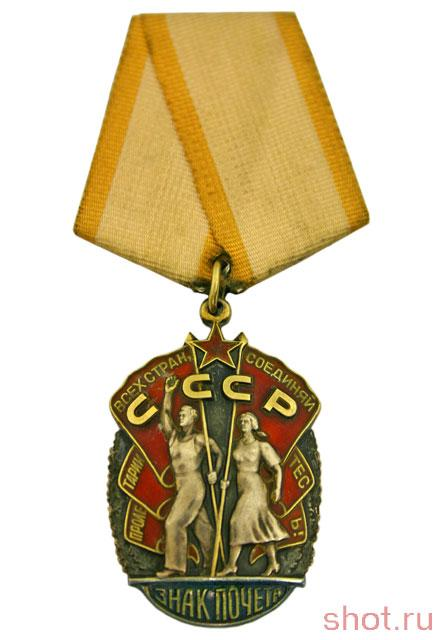 ВСЕХ СТРАН, СОЕДИНЯЙ
СССР
ПРОЛЕ
ТАРИИ
ТЕС
Ь!
ЗНАК ПОЧЕТА
shot.ru